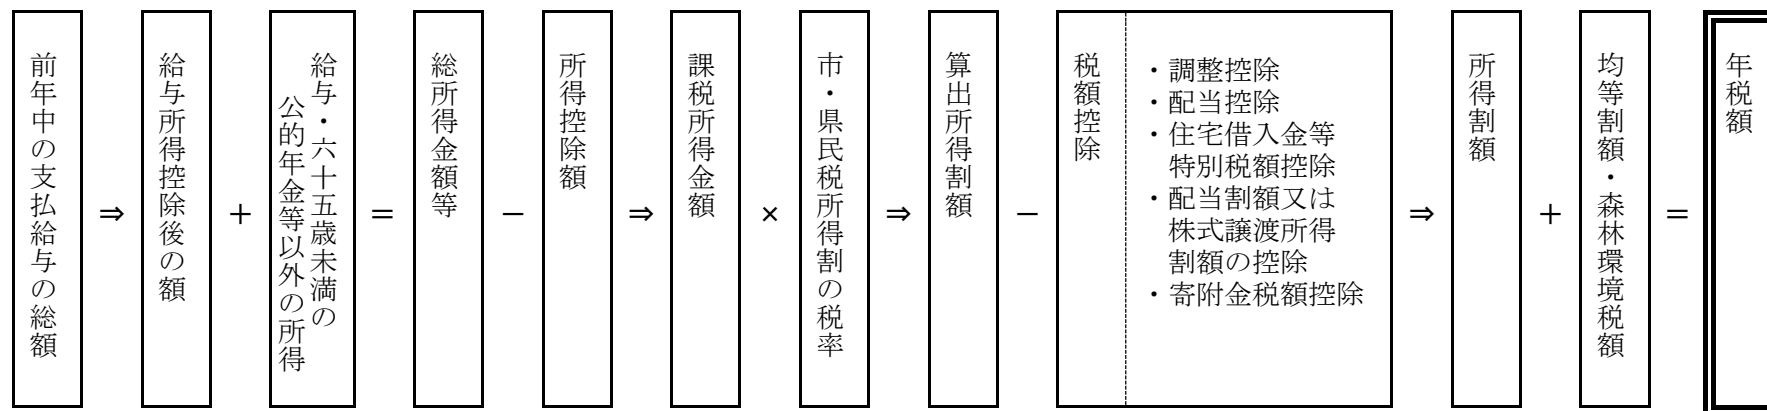 前年中の支払給与の総額
⇒
給与所得控除後の額
+
給与・六十五歳未満の
公的年金等以外の所得
=
総所得金額等
−
所得控除額
⇒
課税所得金額
×
市・県民税所得割の税率
⇒
算出所得割額
−
税額控除
・調整控除
・配当控除
・住宅借入金等
特別税額控除
・配当割額又は
株式譲渡所得
割額の控除
・寄附金税額控除
⇒
所得割額
+
均等割額・森林環境税額
=
年税額